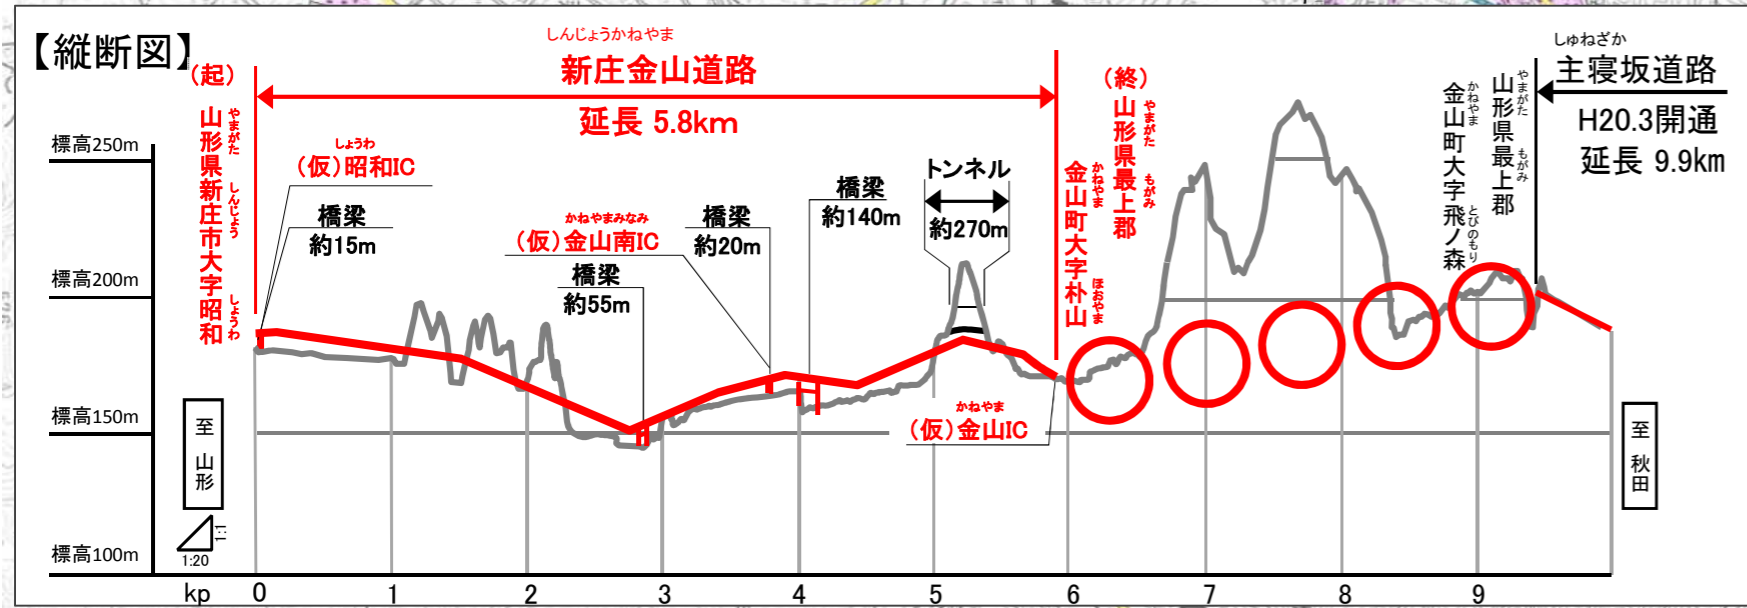 【縦断図】
しんじょうかねやま
新庄金山道路
延長 5.8km
(起)
山形県新庄市大字昭和
やまがた しんじょう しょうわ
しょうわ
(仮)昭和IC
橋梁
約15m
かねやまみなみ
(仮)金山南IC
橋梁
約55m
橋梁
約20m
橋梁
約140m
トンネル
約270m
(終)
山形県最上郡
やまがた もがみ
金山町大字朴山
かねやま ほおやま
かねやま
(仮)金山IC
山形県最上郡
やまがた もがみ
金山町大字飛ノ森
かねやま とびのもり
しゅねざか
主寝坂道路
H20.3開通
延長 9.9km
標高250m
標高200m
標高150m
標高100m
至 山形
至 秋田
1:1
1:20
kp 0 1 2 3 4 5 6 7 8 9